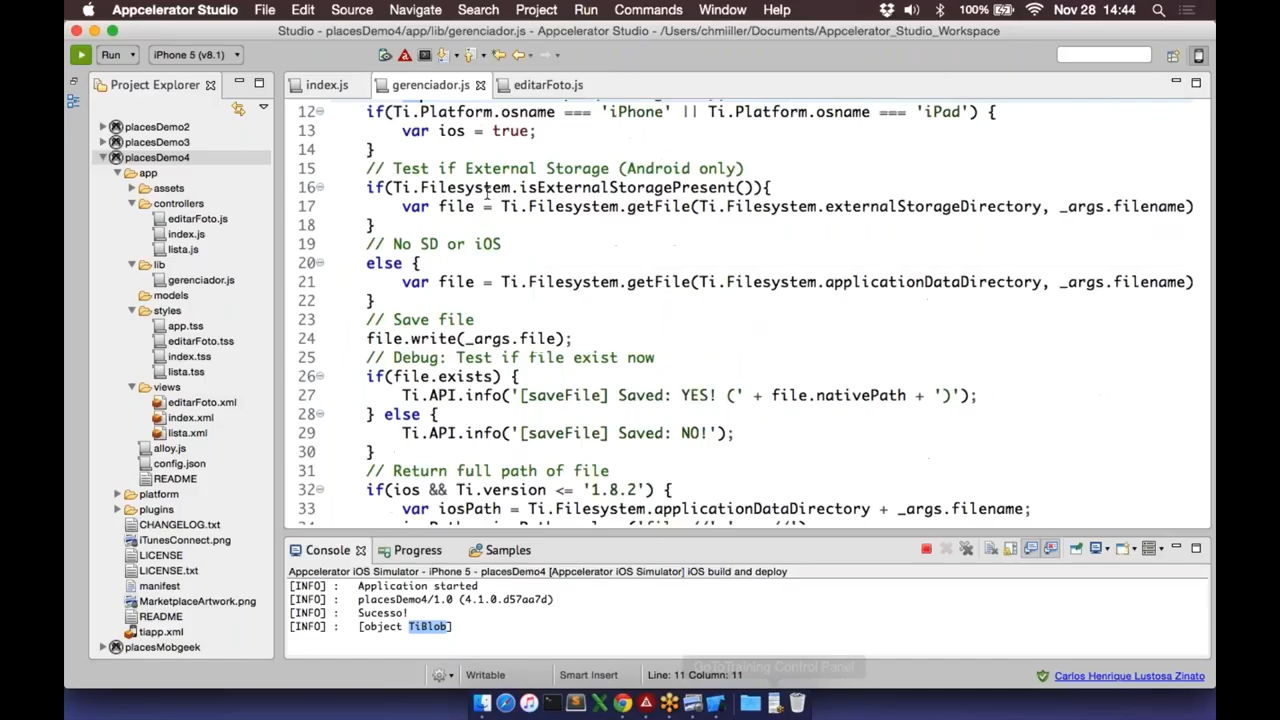 Appcelerator Studio File Edit Source Navigate Search Project Run Commands Window Help 100% Nov 28 14:44
Studio - placesDemo4/app/lib/gerenciador.js - Appcelerator Studio - /Users/chmiiller/Documents/Appcelerator_Studio_Workspace
Run iPhone 5 (v8.1)
Project Explorer
index.js gerenciador.js editarFoto.js
placesDemo2
placesDemo3
placesDemo4
app
assets
controllers
editarFoto.js
index.js
lista.js
lib
gerenciador.js
models
styles
app.tss
editarFoto.tss
index.tss
lista.tss
views
editarFoto.xml
index.xml
lista.xml
alloy.js
config.json
README
platform
plugins
CHANGELOG.txt
iTunesConnect.png
LICENSE
LICENSE.txt
manifest
MarketplaceArtwork.png
README
tiapp.xml
placesMobgeek
12 if(Ti.Platform.osname === 'iPhone' || Ti.Platform.osname === 'iPad') {
13 var ios = true;
14 }
15 // Test if External Storage (Android only)
16 if(Ti.Filesystem.isExternalStoragePresent()){
17 var file = Ti.Filesystem.getFile(Ti.Filesystem.externalStorageDirectory, _args.filename)
18 }
19 // No SD or iOS
20 else {
21 var file = Ti.Filesystem.getFile(Ti.Filesystem.applicationDataDirectory, _args.filename)
22 }
23 // Save file
24 file.write(_args.file);
25 // Debug: Test if file exist now
26 if(file.exists) {
27 Ti.API.info('[saveFile] Saved: YES! (' + file.nativePath + ')');
28 } else {
29 Ti.API.info('[saveFile] Saved: NO!');
30 }
31 // Return full path of file
32 if(ios && Ti.version <= '1.8.2') {
33 var iosPath = Ti.Filesystem.applicationDataDirectory + _args.filename;
Console Progress Samples
Appcelerator iOS Simulator - iPhone 5 - placesDemo4 [Appcelerator iOS Simulator] iOS build and deploy
[INFO] : Application started
[INFO] : placesDemo4/1.0 (4.1.0.d57aa7d)
[INFO] : Sucesso!
[INFO] : [object TiBlob]
GoToTraining Control Panel
Writable Smart Insert Line: 11 Column: 11 Carlos Henrique Lustosa Zinato